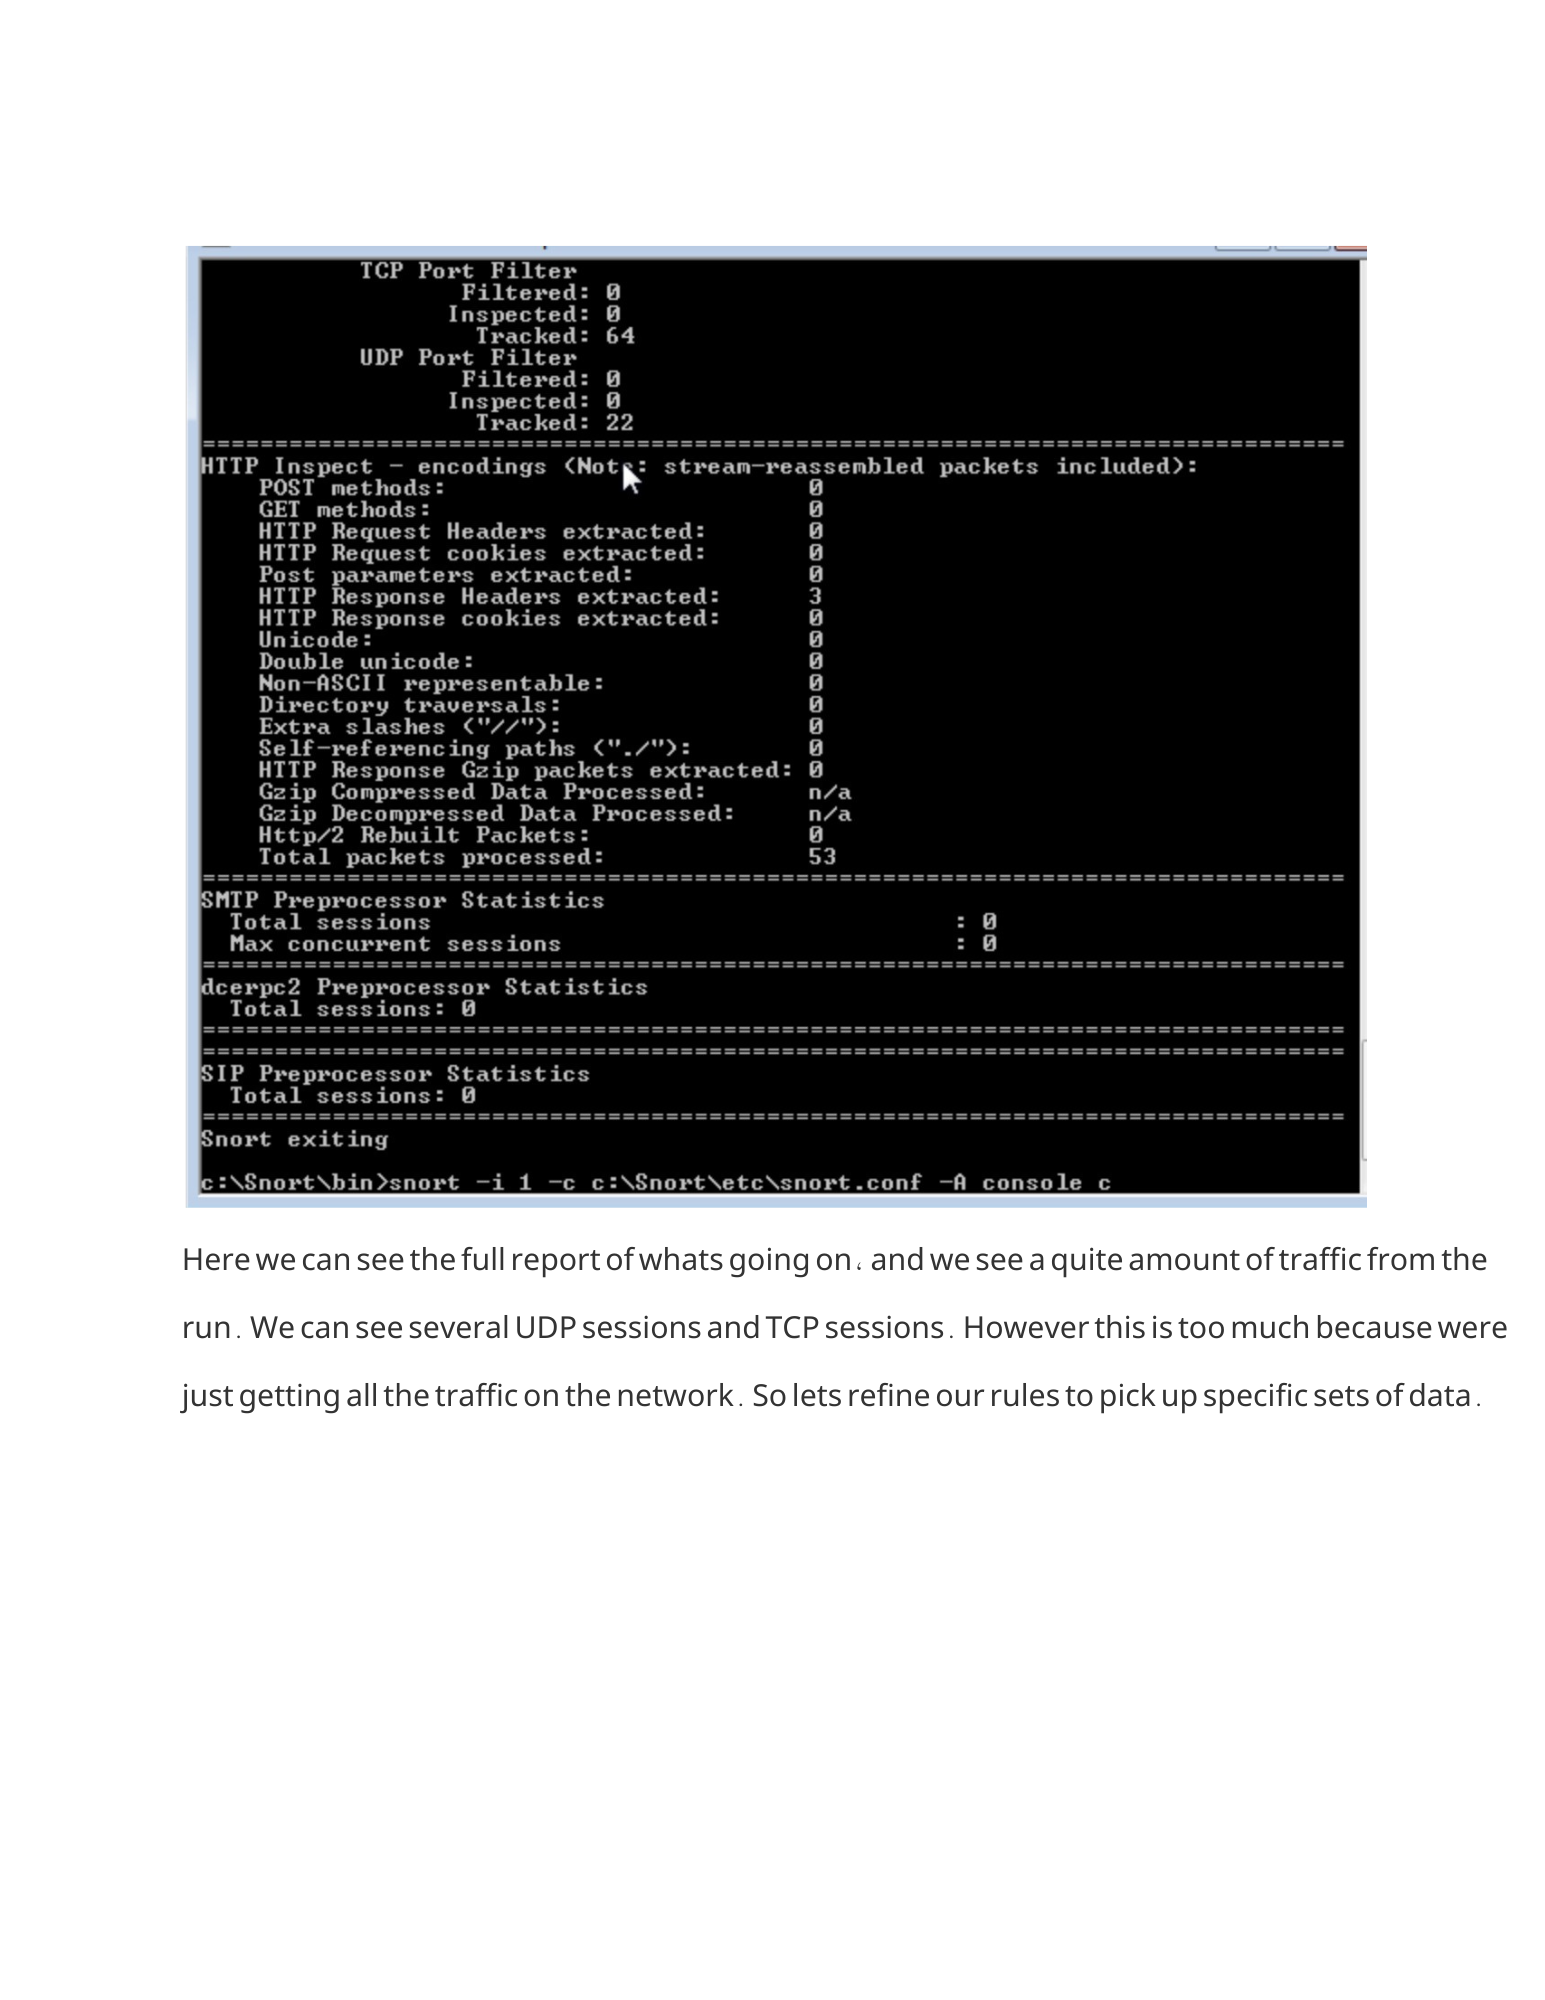 TCP Port Filter
Filtered: 0
Inspected: 0
Tracked: 64
UDP Port Filter
Filtered: 0
Inspected: 0
Tracked: 22
===============================================================================
HTTP Inspect - encodings (Note: stream-reassembled packets included):
POST methods: 0
GET methods: 0
HTTP Request Headers extracted: 0
HTTP Request cookies extracted: 0
Post parameters extracted: 0
HTTP Response Headers extracted: 3
HTTP Response cookies extracted: 0
Unicode: 0
Double unicode: 0
Non-ASCII representable: 0
Directory traversals: 0
Extra slashes ("//"): 0
Self-referencing paths ("./"): 0
HTTP Response Gzip packets extracted: 0
Gzip Compressed Data Processed: n/a
Gzip Decompressed Data Processed: n/a
Http/2 Rebuilt Packets: 0
Total packets processed: 53
===============================================================================
SMTP Preprocessor Statistics
Total sessions : 0
Max concurrent sessions : 0
===============================================================================
dcerpc2 Preprocessor Statistics
Total sessions: 0
===============================================================================
===============================================================================
SIP Preprocessor Statistics
Total sessions: 0
===============================================================================
Snort exiting
c:\Snort\bin>snort -i 1 -c c:\Snort\etc\snort.conf -A console c
Here we can see the full report of whats going on، and we see a quite amount of traffic from the
run. We can see several UDP sessions and TCP sessions. However this is too much because were
just getting all the traffic on the network. So lets refine our rules to pick up specific sets of data.